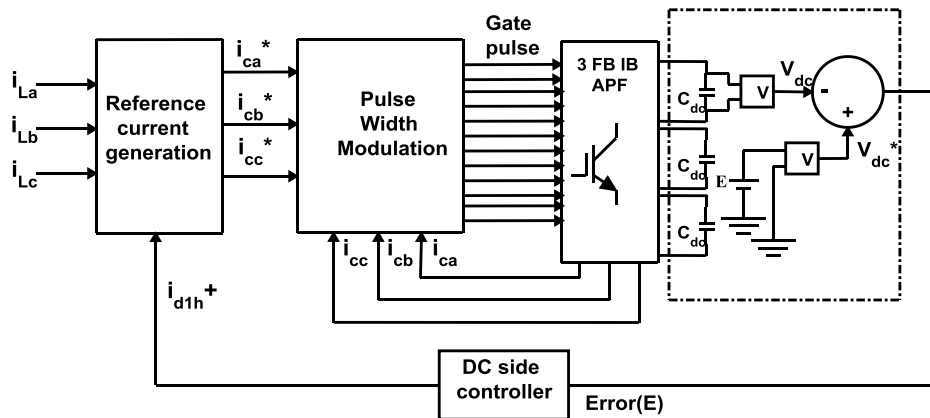 Gate
pulse
i_La
i_Lb
i_Lc
Reference
current
generation
i_ca*
i_cb*
i_cc*
Pulse
Width
Modulation
3 FB IB
APF
C_dc
C_dc
C_dc
V
V_dc
-
+
V_dc*
V
E
i_cc
i_cb
i_ca
i_d1h+
DC side
controller
Error(E)